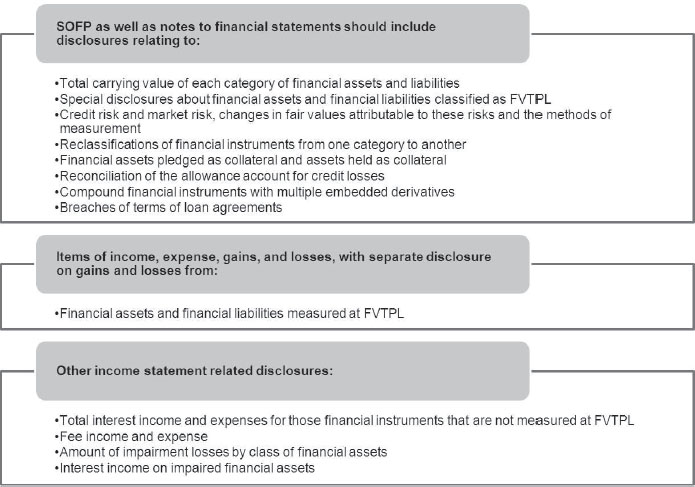 SOFP as well as notes to financial statements should include
disclosures relating to:
•Total carrying value of each category of financial assets and liabilities
•Special disclosures about financial assets and financial liabilities classified as FVTPL
•Credit risk and market risk, changes in fair values attributable to these risks and the methods of
measurement
•Reclassifications of financial instruments from one category to another
•Financial assets pledged as collateral and assets held as collateral
•Reconciliation of the allowance account for credit losses
•Compound financial instruments with multiple embedded derivatives
•Breaches of terms of loan agreements
Items of income, expense, gains, and losses, with separate disclosure
on gains and losses from:
•Financial assets and financial liabilities measured at FVTPL
Other income statement related disclosures:
•Total interest income and expenses for those financial instruments that are not measured at FVTPL
•Fee income and expense
•Amount of impairment losses by class of financial assets
•Interest income on impaired financial assets